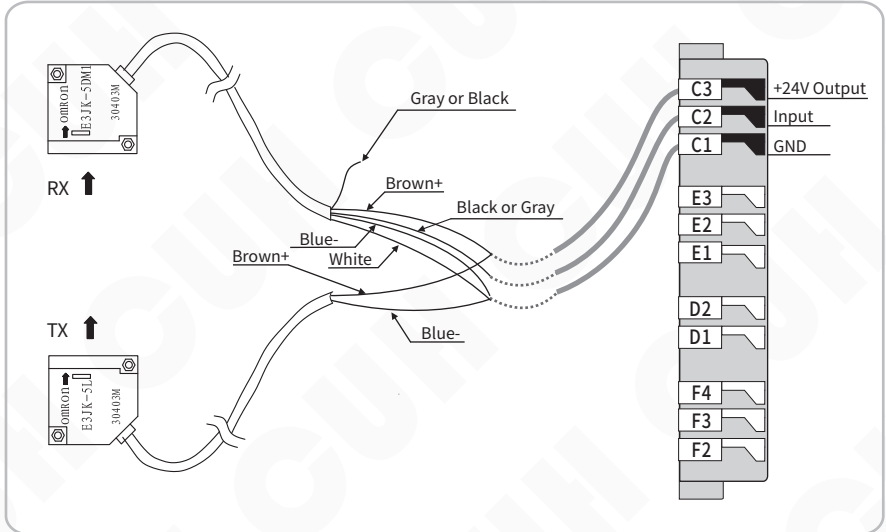 omron
E3JK-5DM1
30403M
RX
Gray or Black
Brown+
Black or Gray
Blue-
White
Brown+
Blue-
TX
omron
E3JK-5L
30403M
C3
+24V Output
C2
Input
C1
GND
E3
E2
E1
D2
D1
F4
F3
F2